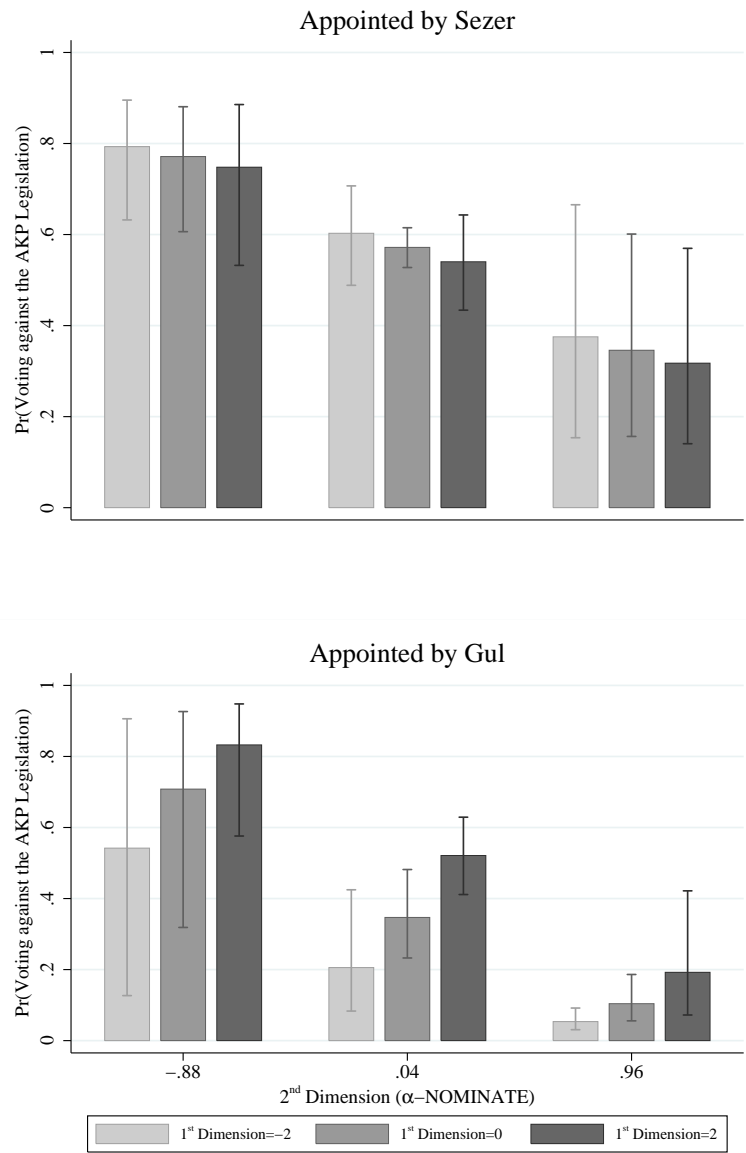 Appointed by Sezer
Pr(Voting against the AKP Legislation)
1
.8
.6
.4
.2
0
Appointed by Gul
Pr(Voting against the AKP Legislation)
1
.8
.6
.4
.2
0
−.88 .04 .96
2nd Dimension (α−NOMINATE)
1st Dimension=−2 1st Dimension=0 1st Dimension=2